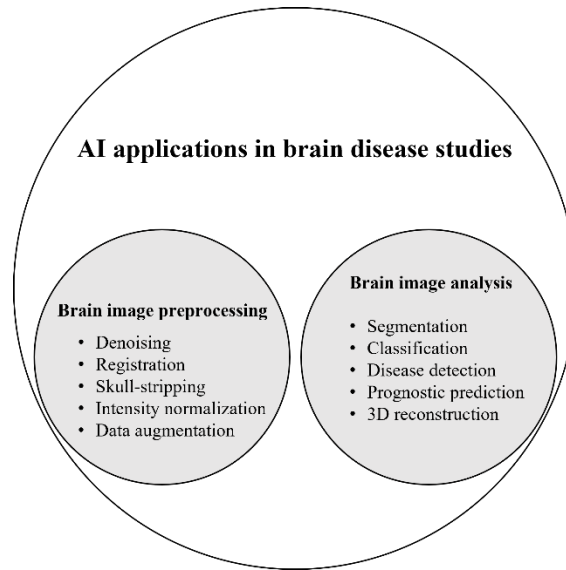 AI applications in brain disease studies
Brain image preprocessing
• Denoising
• Registration
• Skull-stripping
• Intensity normalization
• Data augmentation
Brain image analysis
• Segmentation
• Classification
• Disease detection
• Prognostic prediction
• 3D reconstruction